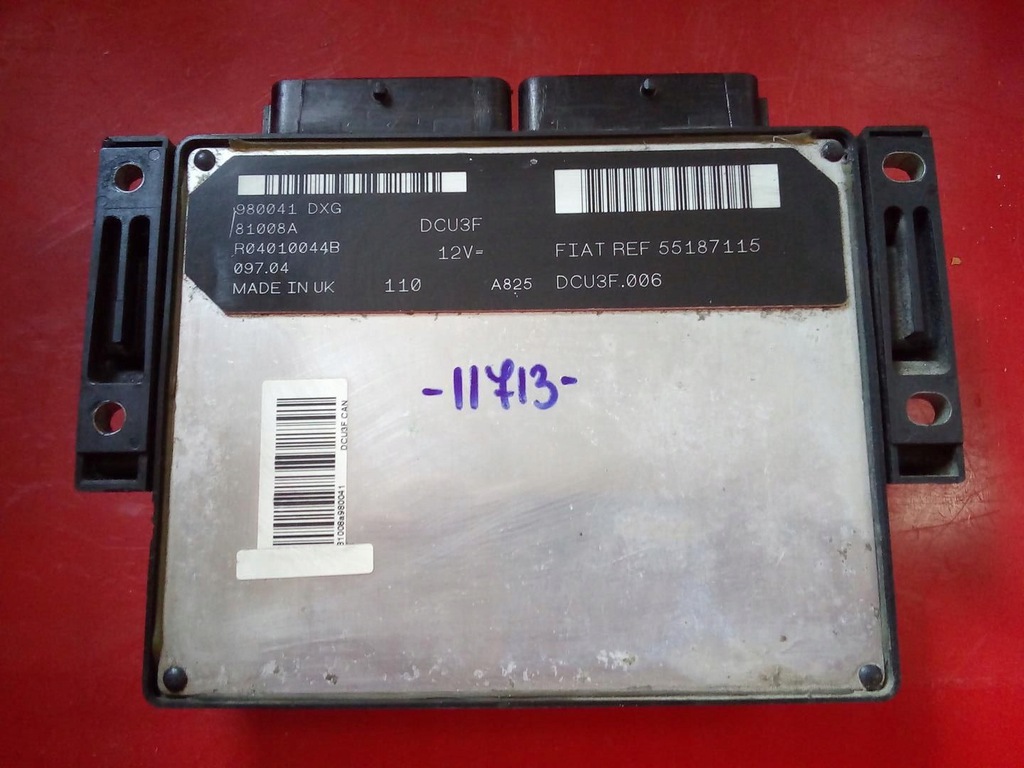 980041 DXG
81008A
R04010044B
097.04
MADE IN UK
DCU3F
12V=
110
A825
FIAT REF 55187115
DCU3F.006
-11713-
DCU3F CAN
81008a980041